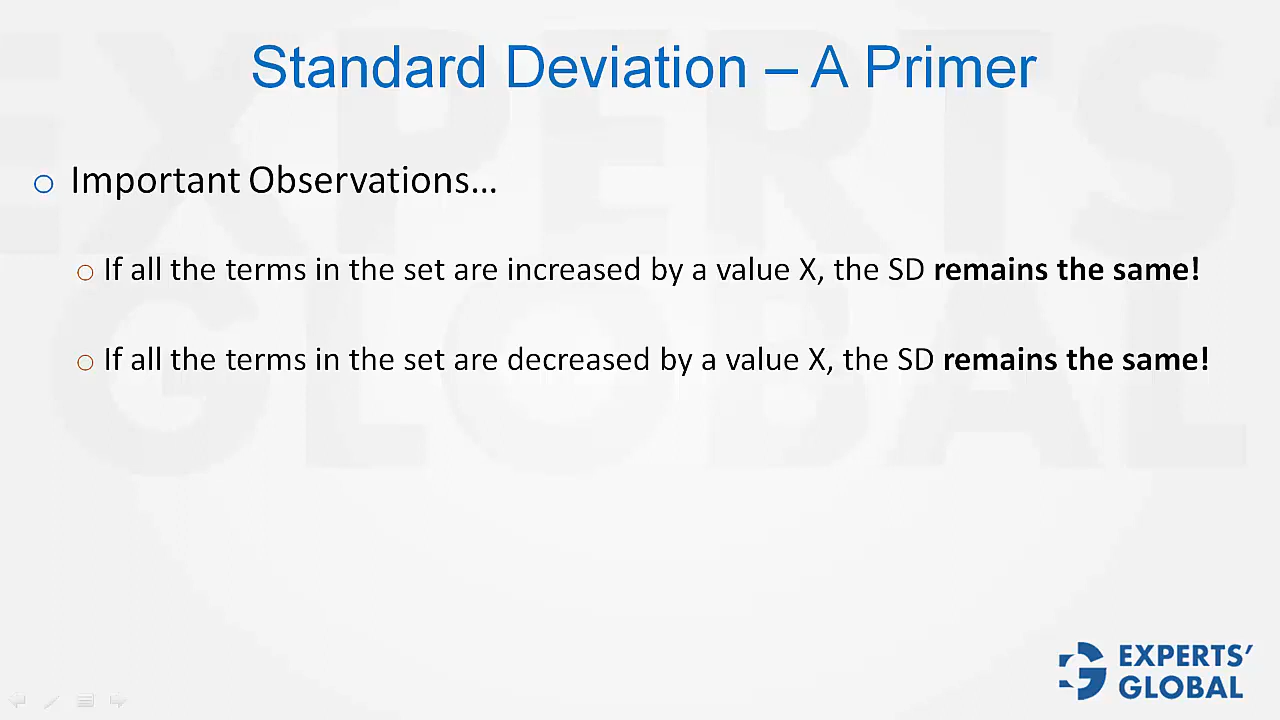 Standard Deviation – A Primer
Important Observations...
If all the terms in the set are increased by a value X, the SD remains the same!
If all the terms in the set are decreased by a value X, the SD remains the same!
EXPERTS’
GLOBAL
EXPERTS’
GLOBAL